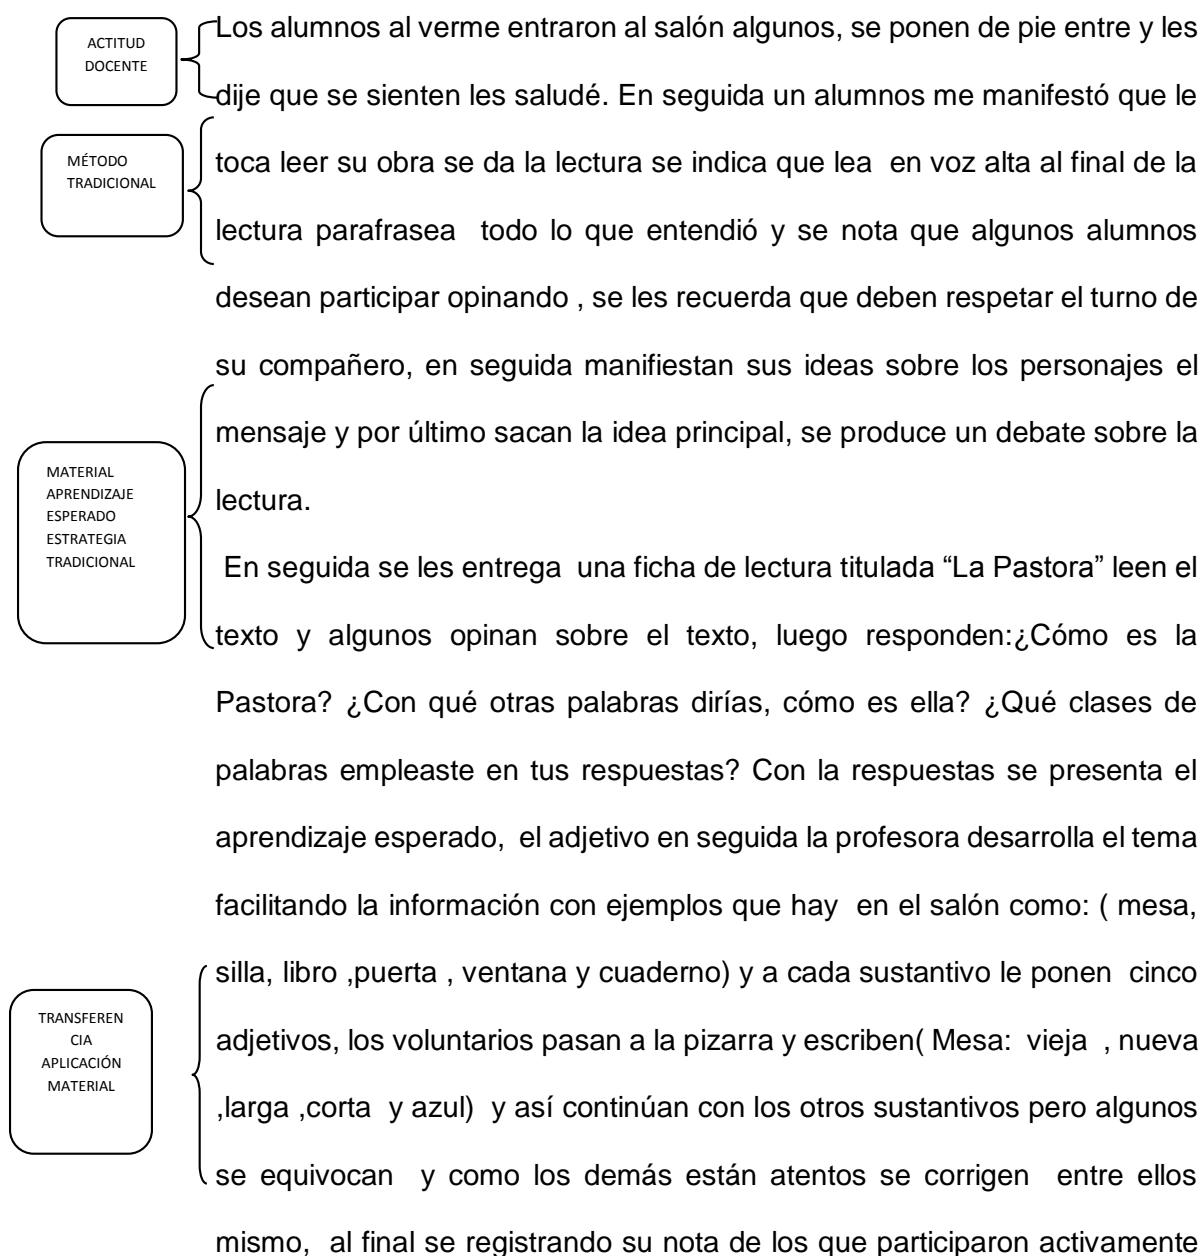 ACTITUD
DOCENTE
Los alumnos al verme entraron al salón algunos, se ponen de pie entre y les
dije que se sienten les saludé. En seguida un alumnos me manifestó que le
MÉTODO
TRADICIONAL
toca leer su obra se da la lectura se indica que lea en voz alta al final de la
lectura parafrasea todo lo que entendió y se nota que algunos alumnos
desean participar opinando , se les recuerda que deben respetar el turno de
su compañero, en seguida manifiestan sus ideas sobre los personajes el
mensaje y por último sacan la idea principal, se produce un debate sobre la
lectura.
MATERIAL
APRENDIZAJE
ESPERADO
ESTRATEGIA
TRADICIONAL
En seguida se les entrega una ficha de lectura titulada “La Pastora” leen el
texto y algunos opinan sobre el texto, luego responden:¿Cómo es la
Pastora? ¿Con qué otras palabras dirías, cómo es ella? ¿Qué clases de
palabras empleaste en tus respuestas? Con la respuestas se presenta el
aprendizaje esperado, el adjetivo en seguida la profesora desarrolla el tema
facilitando la información con ejemplos que hay en el salón como: ( mesa,
silla, libro ,puerta , ventana y cuaderno) y a cada sustantivo le ponen cinco
TRANSFEREN
CIA
APLICACIÓN
MATERIAL
adjetivos, los voluntarios pasan a la pizarra y escriben( Mesa: vieja , nueva
,larga ,corta y azul) y así continúan con los otros sustantivos pero algunos
se equivocan y como los demás están atentos se corrigen entre ellos
mismo, al final se registrando su nota de los que participaron activamente